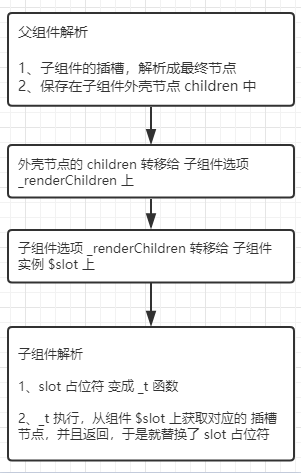 父组件解析
1、子组件的插槽，解析成最终节点
2、保存在子组件外壳节点 children 中
外壳节点的 children 转移给 子组件选项
_renderChildren 上
子组件选项 _renderChildren 转移给 子组件
实例 $slot 上
子组件解析
1、slot 占位符 变成 _t 函数
2、_t 执行，从组件 $slot 上获取对应的 插槽
节点，并且返回，于是就替换了 slot 占位符